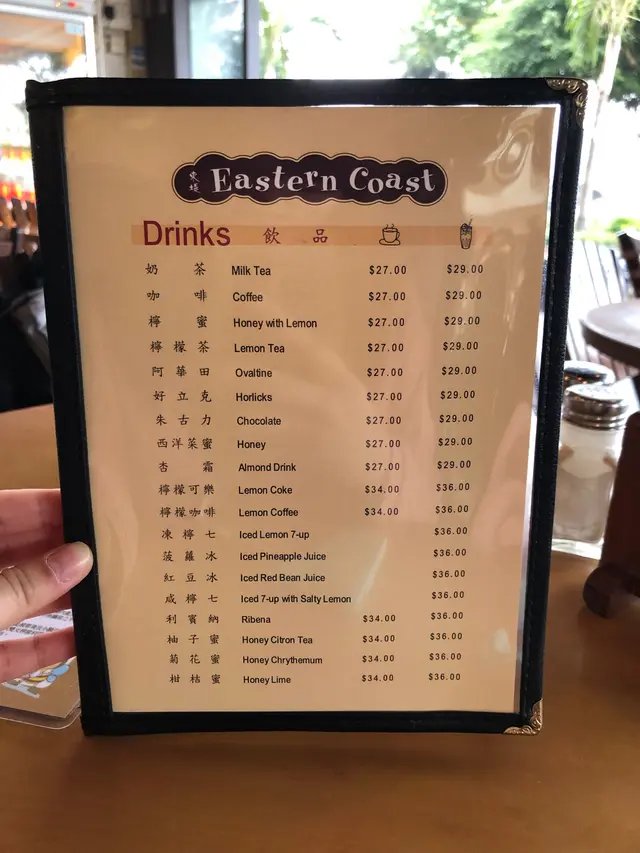 東堤 Eastern Coast
Drinks 飲品
奶茶 Milk Tea $27.00 $29.00
咖啡 Coffee $27.00 $29.00
檸蜜 Honey with Lemon $27.00 $29.00
檸檬茶 Lemon Tea $27.00 $29.00
阿華田 Ovaltine $27.00 $29.00
好立克 Horlicks $27.00 $29.00
朱古力 Chocolate $27.00 $29.00
西洋菜蜜 Honey $27.00 $29.00
杏霜 Almond Drink $27.00 $29.00
檸檬可樂 Lemon Coke $34.00 $36.00
檸檬咖啡 Lemon Coffee $34.00 $36.00
凍檸七 Iced Lemon 7-up $36.00
菠蘿冰 Iced Pineapple Juice $36.00
紅豆冰 Iced Red Bean Juice $36.00
咸檸七 Iced 7-up with Salty Lemon $36.00
利賓納 Ribena $34.00 $36.00
柚子蜜 Honey Citron Tea $34.00 $36.00
菊花蜜 Honey Chrythemum $34.00 $36.00
柑桔蜜 Honey Lime $34.00 $36.00